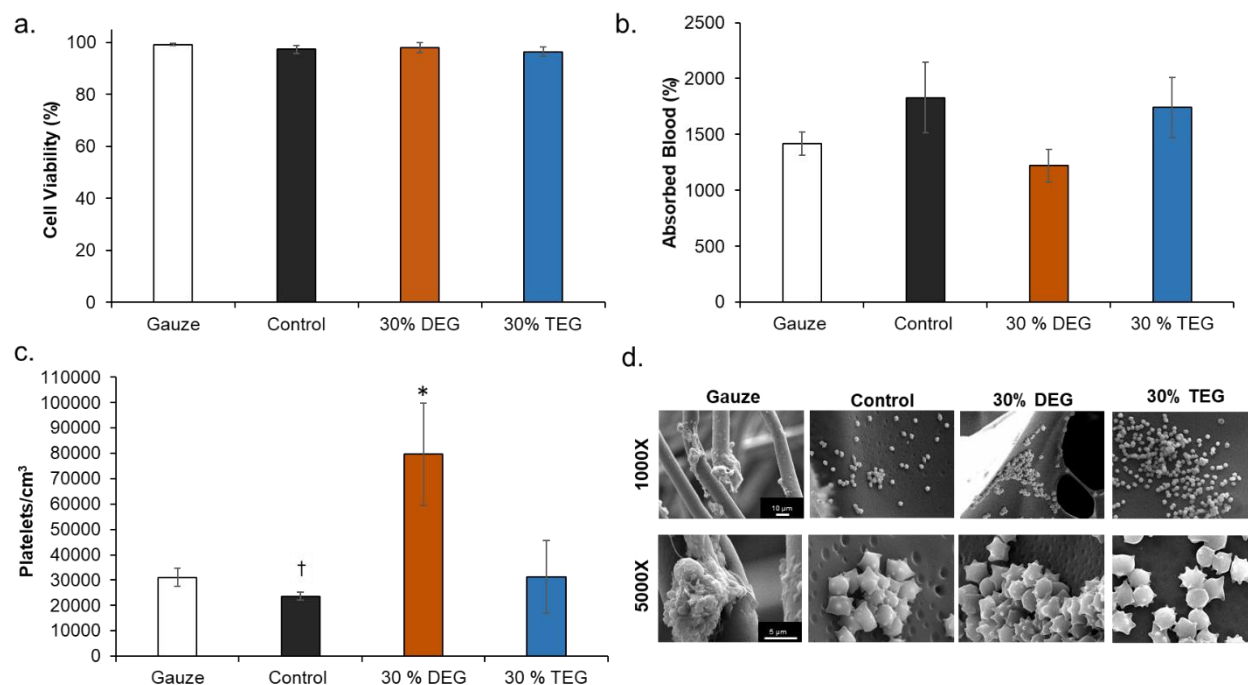 a.
Cell Viability (%)
100
80
60
40
20
0
Gauze Control 30% DEG 30% TEG
b.
Absorbed Blood (%)
2500
2000
1500
1000
500
0
Gauze Control 30 % DEG 30 % TEG
c.
Platelets/cm³
110000
100000
90000
80000
70000
60000
50000
40000
30000
20000
10000
0
†
*
Gauze Control 30 % DEG 30 % TEG
d.
Gauze Control 30% DEG 30% TEG
1000X
10 µm
5000X
5 µm